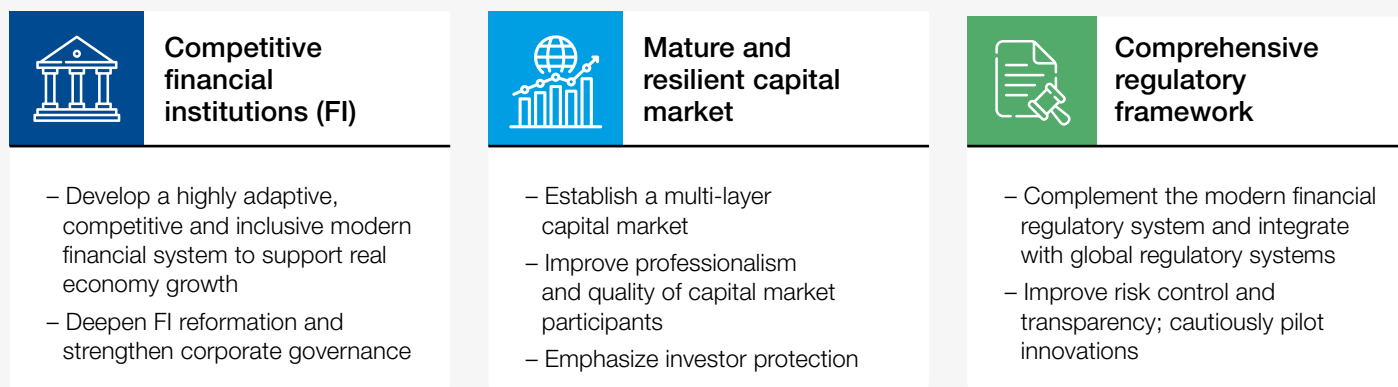 Competitive
financial
institutions (FI)
– Develop a highly adaptive,
competitive and inclusive modern
financial system to support real
economy growth
– Deepen FI reformation and
strengthen corporate governance
Mature and
resilient capital
market
– Establish a multi-layer
capital market
– Improve professionalism
and quality of capital market
participants
– Emphasize investor protection
Comprehensive
regulatory
framework
– Complement the modern financial
regulatory system and integrate
with global regulatory systems
– Improve risk control and
transparency; cautiously pilot
innovations